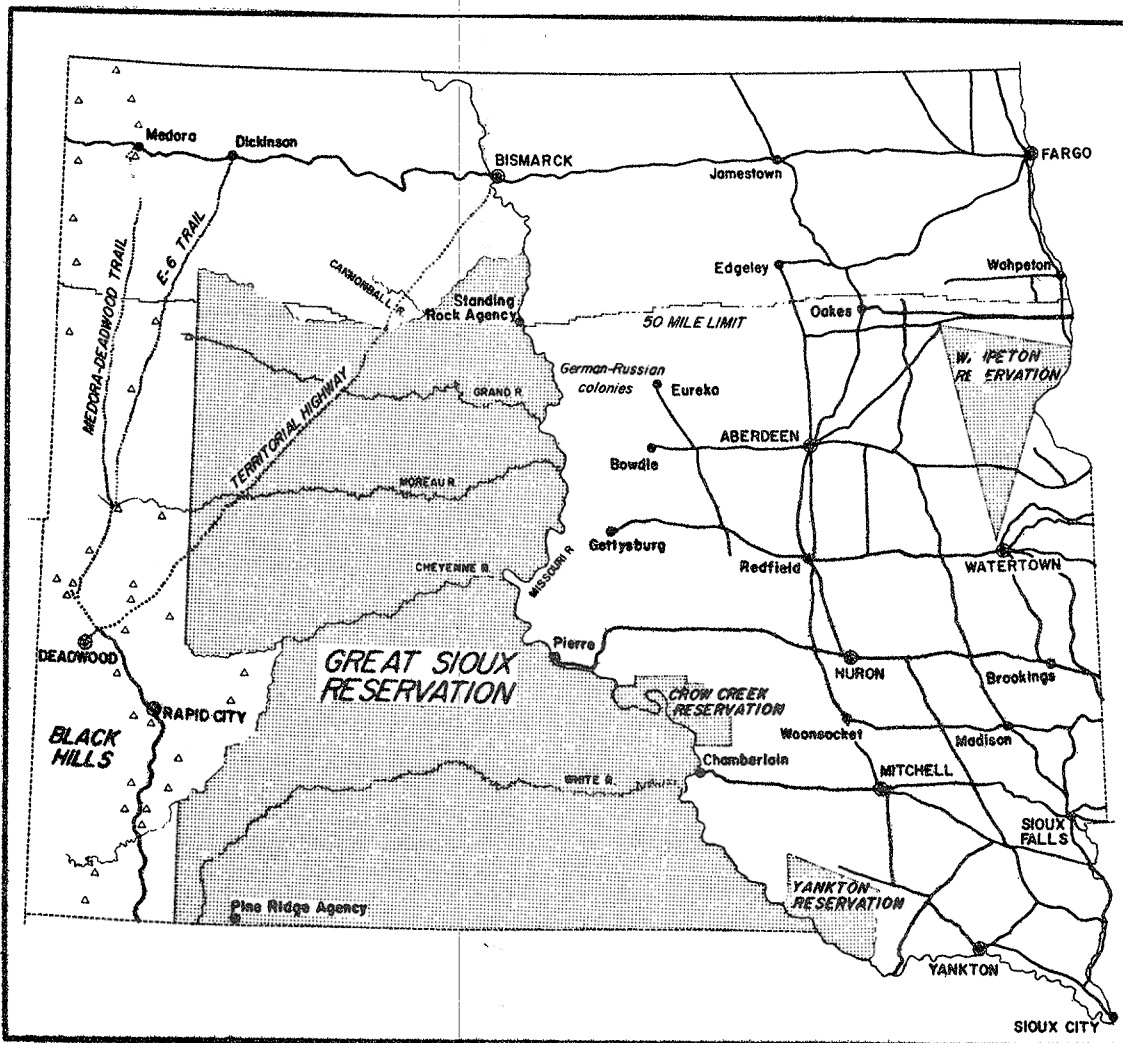 Medora
Dickinson
BISMARCK
Jamestown
FARGO
MEDORA-DEADWOOD TRAIL
E-6 TRAIL
CANNONBALL R.
Standing
Rock Agency
Edgeley
Wahpeton
Oakes
50 MILE LIMIT
RESERVATION
German-Russian
colonies
Eureka
GRAND R.
TERRITORIAL HIGHWAY
ABERDEEN
Bowdle
MOREAU R.
Gettysburg
Redfield
WATERTOWN
CHEYENNE R.
MISSOURI R.
DEADWOOD
Pierre
GREAT SIOUX
RESERVATION
HURON
Brookings
CROW CREEK
RESERVATION
RAPID CITY
BLACK
HILLS
Woonsocket
Madison
Chamberlain
WHITE R.
MITCHELL
SIOUX
FALLS
YANKTON
RESERVATION
Pine Ridge Agency
YANKTON
SIOUX CITY